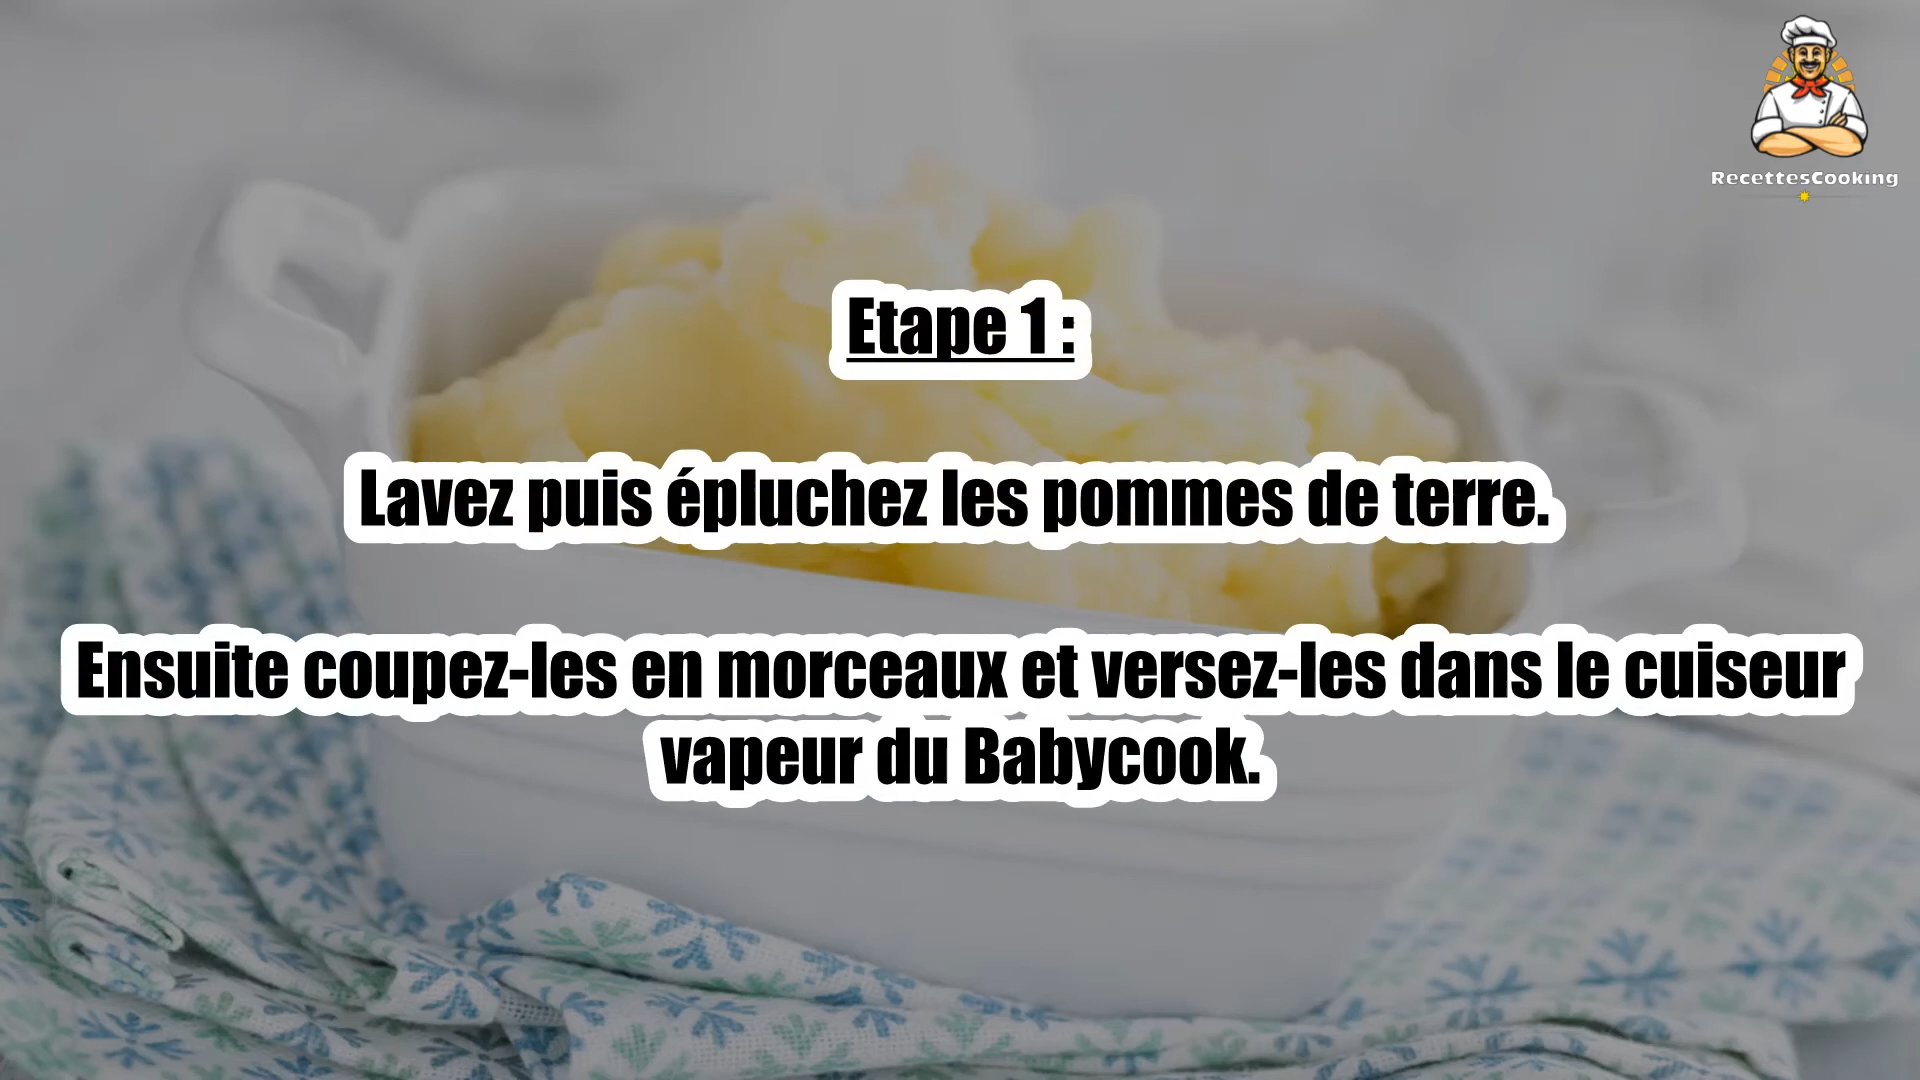 RecettesCooking
Etape 1 :
Lavez puis épluchez les pommes de terre.
Ensuite coupez-les en morceaux et versez-les dans le cuiseur
vapeur du Babycook.